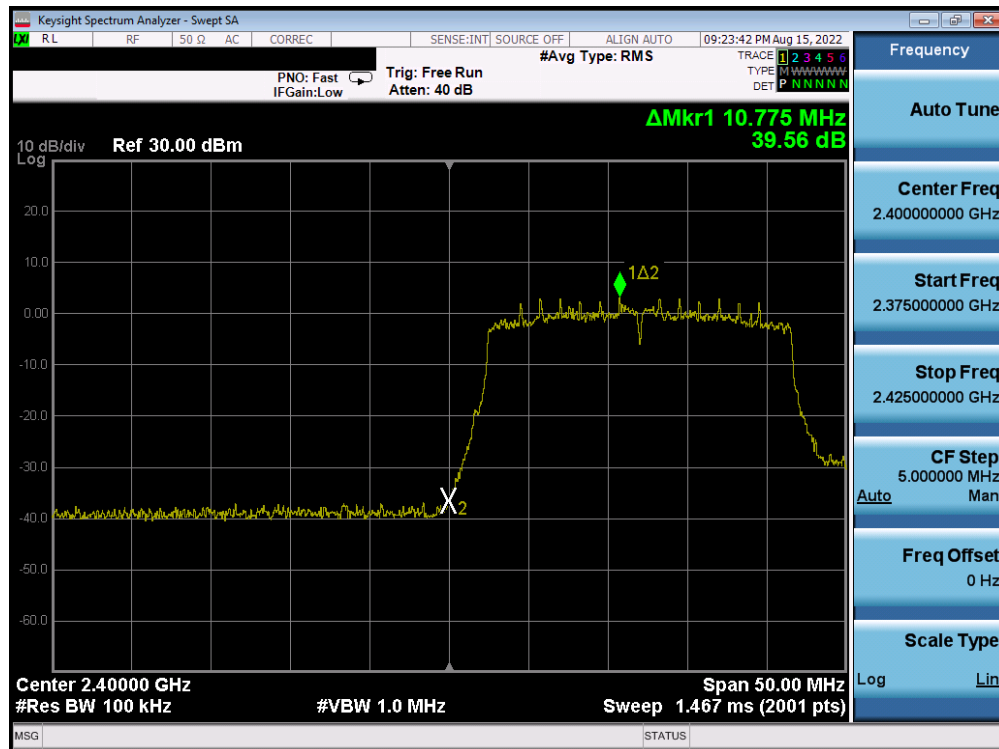 Keysight Spectrum Analyzer - Swept SA
LXI RL RF 50 Ω AC CORREC SENSE:INT SOURCE OFF ALIGN AUTO 09:23:42 PM Aug 15, 2022
#Avg Type: RMS
TRACE 1 2 3 4 5 6
PNO: Fast Trig: Free Run
TYPE M WWWWW
IFGain:Low Atten: 40 dB
DET P N N N N N
ΔMkr1 10.775 MHz
39.56 dB
10 dB/div Ref 30.00 dBm
Log
20.0
10.0
1Δ2
0.00
-10.0
-20.0
-30.0
2
-40.0
-50.0
-60.0
Center 2.40000 GHz Span 50.00 MHz
#Res BW 100 kHz #VBW 1.0 MHz Sweep 1.467 ms (2001 pts)
MSG STATUS
Frequency
Auto Tune
Center Freq
2.400000000 GHz
Start Freq
2.375000000 GHz
Stop Freq
2.425000000 GHz
CF Step
5.000000 MHz
Auto Man
Freq Offset
0 Hz
Scale Type
Log Lin